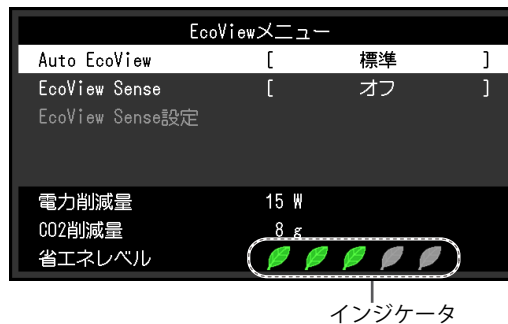 EcoViewメニュー
Auto EcoView [ 標準 ]
EcoView Sense [ オフ ]
EcoView Sense設定
電力削減量 15 W
CO2削減量 8 g
省エネレベル
インジケータ